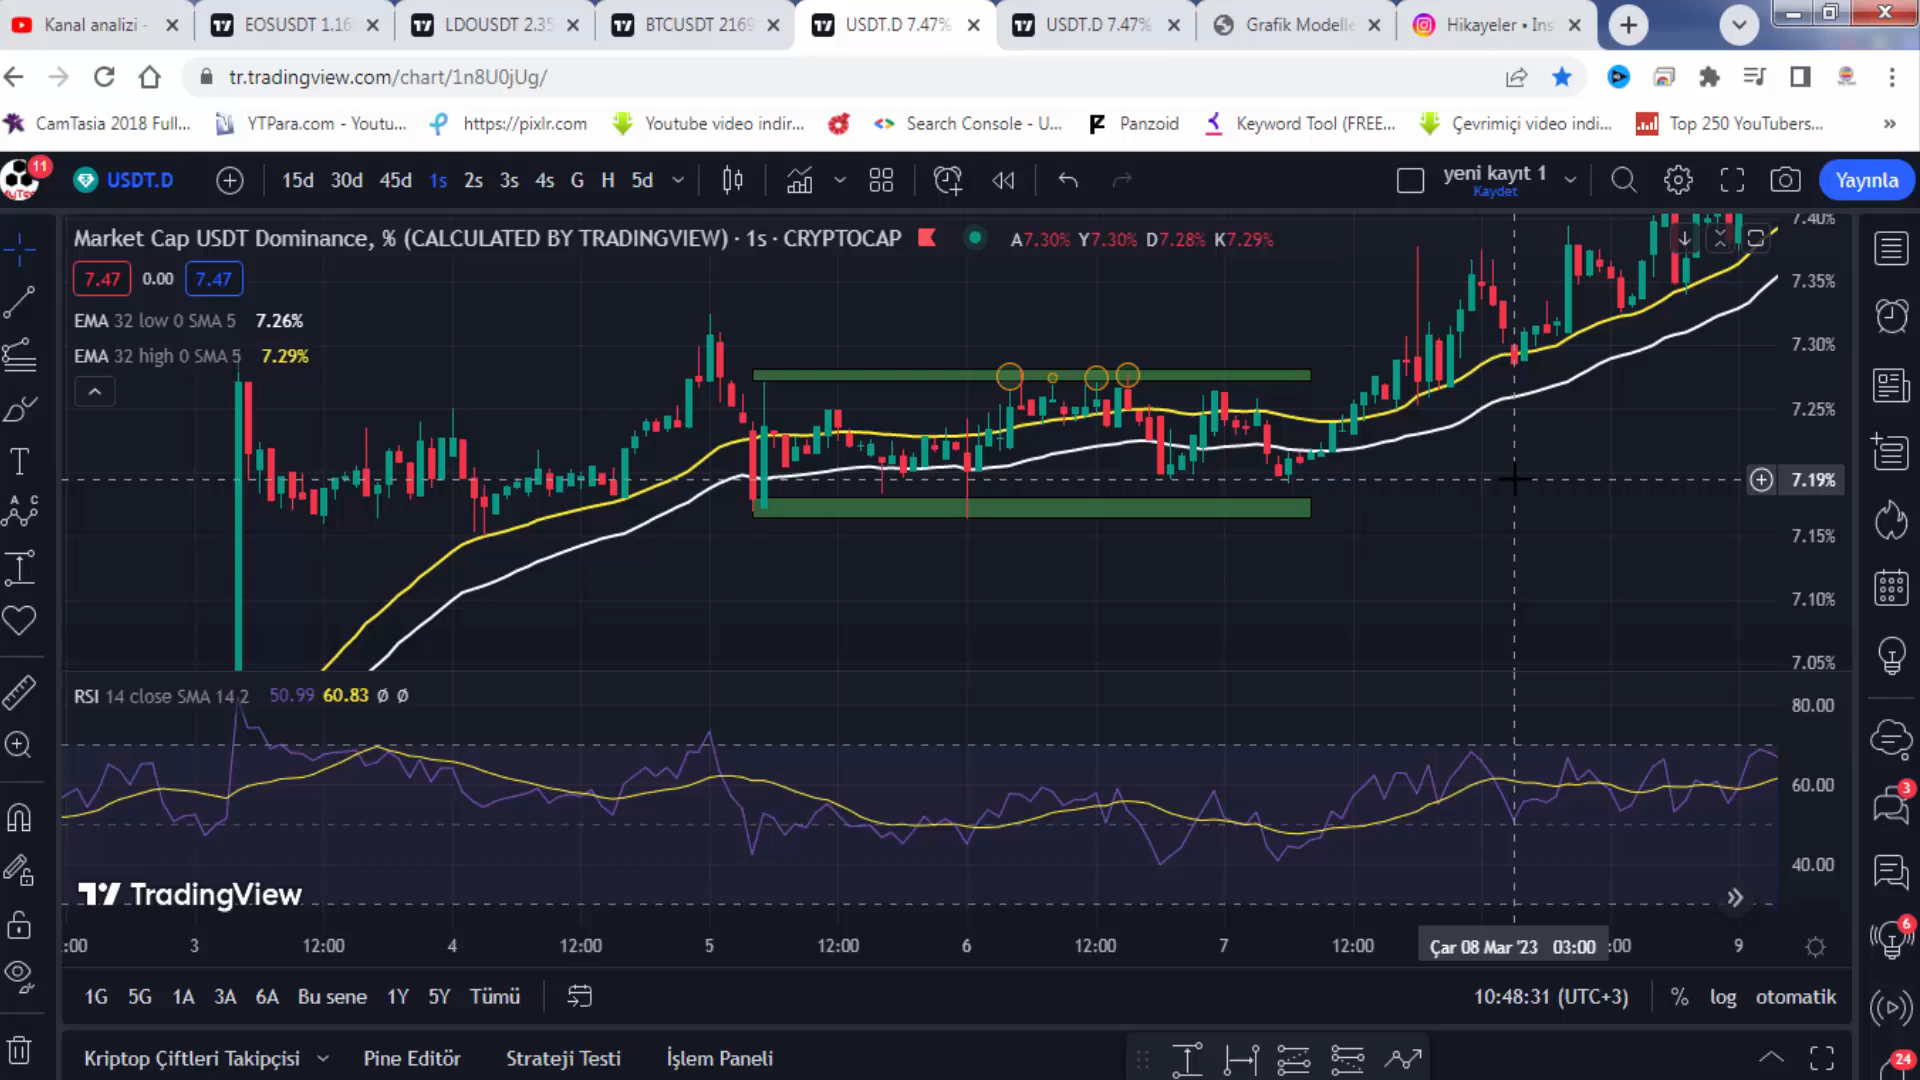 Kanal analizi -
EOSUSDT 1.16
LDOUSDT 2.35
BTCUSDT 2169
USDT.D 7.47%
USDT.D 7.47%
Grafik Modelle
Hikayeler • Ins
tr.tradingview.com/chart/1n8U0jUg/
CamTasia 2018 Full...
YTPara.com - Youtu...
https://pixlr.com
Youtube video indir...
Search Console - U...
Panzoid
Keyword Tool (FREE...
Çevrimiçi video indi...
Top 250 YouTubers...
»
11
USDT.D
15d 30d 45d 1s 2s 3s 4s G H 5d
yeni kayıt 1
Kaydet
Yayınla
Market Cap USDT Dominance, % (CALCULATED BY TRADINGVIEW) · 1s · CRYPTOCAP
A7.30% Y7.30% D7.28% K7.29%
7.47 0.00 7.47
EMA 32 low 0 SMA 5 7.26%
EMA 32 high 0 SMA 5 7.29%
7.40%
7.35%
7.30%
7.25%
7.19%
7.15%
7.10%
7.05%
RSI 14 close SMA 14 2 50.99 60.83 ∅ ∅
80.00
60.00
40.00
TradingView
:00 3 12:00 4 12:00 5 12:00 6 12:00 7 12:00 Çar 08 Mar '23 03:00 :00 9
1G 5G 1A 3A 6A Bu sene 1Y 5Y Tümü
10:48:31 (UTC+3) % log otomatik
Kriptop Çiftleri Takipçisi
Pine Editör
Strateji Testi
İşlem Paneli
3
6
24